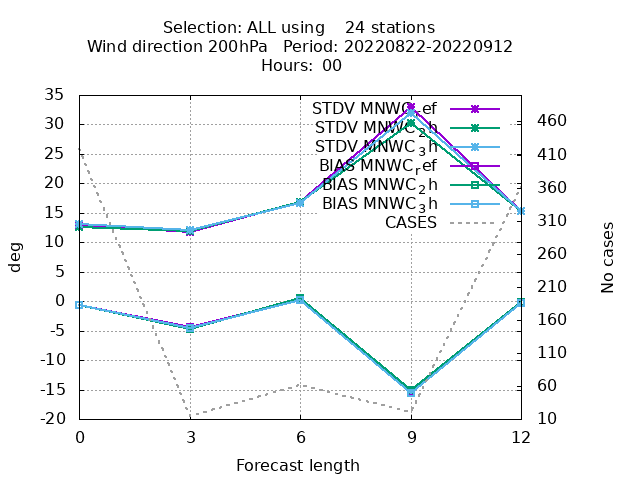 Selection: ALL using 24 stations
Wind direction 200hPa Period: 20220822-20220912
Hours: 00
35
30
25
20
15
10
5
0
-5
-10
-15
-20
deg
STDV MNWC_ref
STDV MNWC_2h
STDV MNWC_3h
BIAS MNWC_ref
BIAS MNWC_2h
BIAS MNWC_3h
CASES
460
410
360
310
260
210
160
110
60
10
No cases
0 3 6 9 12
Forecast length